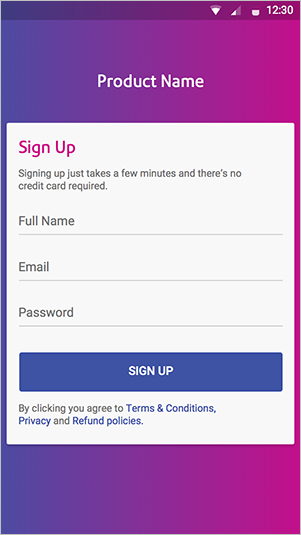 12:30
Product Name
Sign Up
Signing up just takes a few minutes and there's no
credit card required.
Full Name
Email
Password
SIGN UP
By clicking you agree to Terms & Conditions,
Privacy and Refund policies.